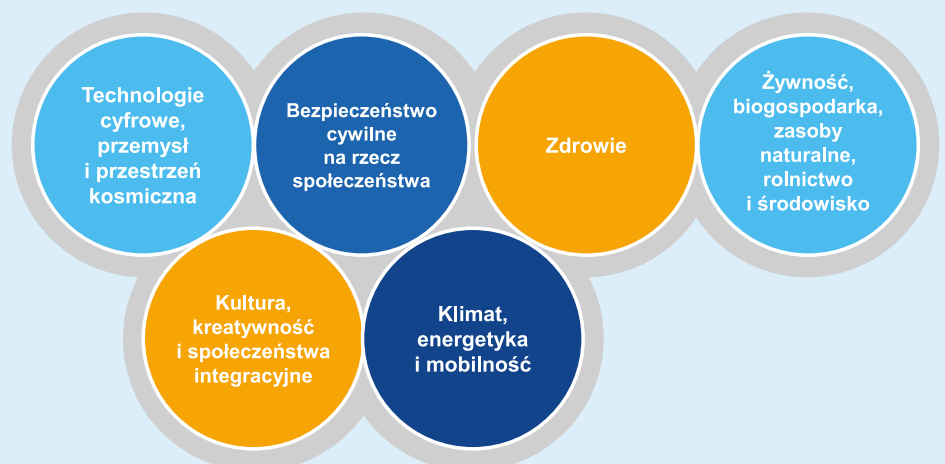 Technologie
cyfrowe,
przemysł
i przestrzeń
kosmiczna
Bezpieczeństwo
cywilne
na rzecz
społeczeństwa
Zdrowie
Żywność,
biogospodarka,
zasoby
naturalne,
rolnictwo
i środowisko
Kultura,
kreatywność
i społeczeństwa
integracyjne
Klimat,
energetyka
i mobilność